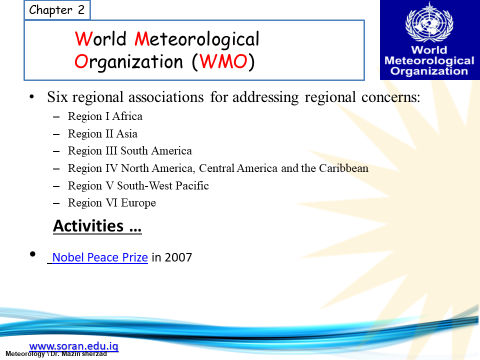 Chapter 2
World Meteorological
Organization (WMO)
World
Meteorological
Organization
• Six regional associations for addressing regional concerns:
– Region I Africa
– Region II Asia
– Region III South America
– Region IV North America, Central America and the Caribbean
– Region V South-West Pacific
– Region VI Europe
Activities …
• Nobel Peace Prize in 2007
www.soran.edu.iq
Meteorology \ Dr. Mazin sherzad